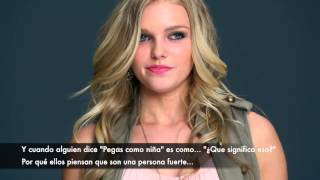 Y cuando alguien dice "Pegas como niña" es como... "¿Que significa eso?"
Por qué ellos piensan que son una persona fuerte...